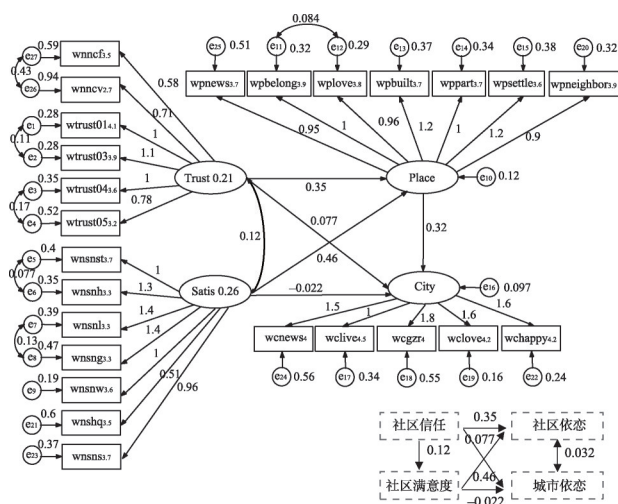 0.084
e25 0.51 e11 0.32 e12 0.29 e13 0.37 e14 0.34 e15 0.38 e20 0.32
wpnews3.7 wpbelong3.9 wplove3.8 wpbuilt3.7 wppart3.7 wpsettle3.6 wpneighbor3.9
0.95 1 0.96 1.2 1 1.2 0.9
e27 0.59 wnncf3.5 0.58
0.43
e26 0.94 wnncv2.7 0.71
e1 0.28 wtrust014.1 1
0.11
e2 0.28 wtrust033.9 1.1
e3 0.35 wtrust043.6 1
0.17
e4 0.52 wtrust053.2 0.78
Trust 0.21 0.35 Place e10 0.12
0.077
0.12 0.46 0.32
e5 0.4 wnsnst3.7 1
0.077
e6 0.35 wnsnh3.3 1.3
Satis 0.26 −0.022 City e16 0.097
e7 0.39 wnsnl3.3 1.4
0.13
e8 0.47 wnsng3.3 1.4
e9 0.19 wnsnw3.6 1
e21 0.6 wnshq3.5 0.51
e23 0.37 wnsns3.7 0.96
1.5 1 1.8 1.6 1.6
wcnews4 wclive4.5 wcgzr4 wclove4.2 wchappy4.2
e24 0.56 e17 0.34 e18 0.55 e19 0.16 e22 0.24
社区信任 0.35 社区依恋
0.077
0.12 0.032
0.46
社区满意度 −0.022 城市依恋